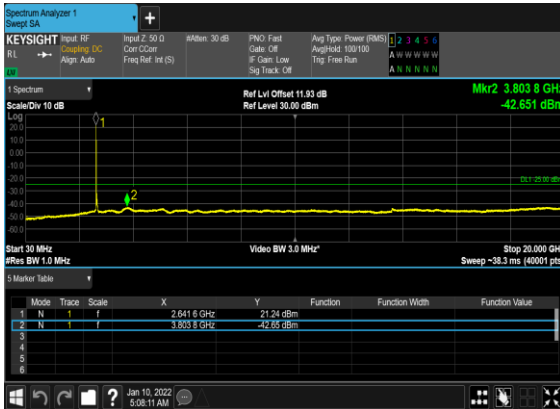 Spectrum Analyzer 1
Swept SA
+
KEYSIGHT
RL
Input: RF
Coupling: DC
Align: Auto
Input Z: 50 Ω
Corr CCorr
Freq Ref: Int (S)
#Atten: 30 dB
PNO: Fast
Gate: Off
IF Gain: Low
Sig Track: Off
Avg Type: Power (RMS)
Avg|Hold: 100/100
Trig: Free Run
1 2 3 4 5 6
A W W W W W
A N N N N N
1 Spectrum
Scale/Div 10 dB
Ref Lvl Offset 11.93 dB
Ref Level 30.00 dBm
Mkr2 3.803 8 GHz
-42.651 dBm
Log
20.0
10.0
0.00
-10.0
-20.0
-30.0
-40.0
-50.0
-60.0
1
2
DL1 -25.00 dBm
Start 30 MHz
#Res BW 1.0 MHz
Video BW 3.0 MHz*
Stop 20.000 GHz
Sweep ~38.3 ms (40001 pts)
5 Marker Table
Mode Trace Scale X Y Function Function Width Function Value
1 N 1 f 2.641 6 GHz 21.24 dBm
2 N 1 f 3.803 8 GHz -42.65 dBm
3
4
5
6
?
Jan 10, 2022
5:08:11 AM